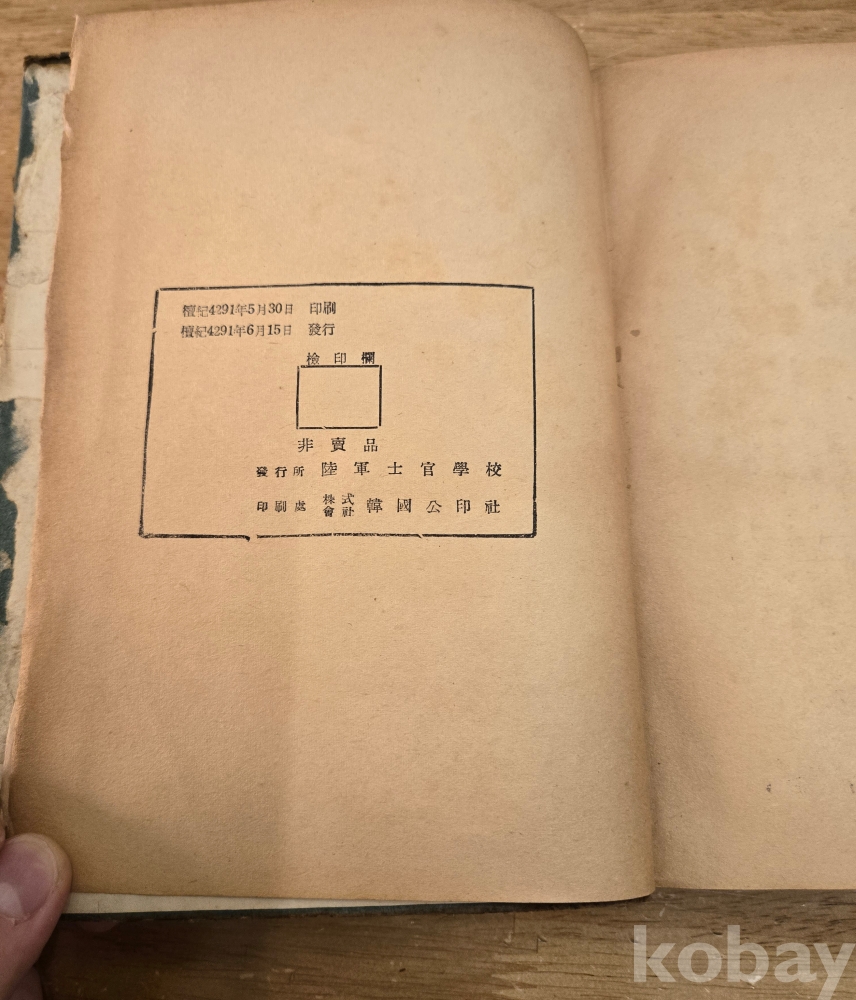 檀紀4291年5月30日 印刷
檀紀4291年6月15日 發行
檢印欄
非賣品
發行所 陸軍士官學校
印刷處 株式會社 韓國公印社
kobay